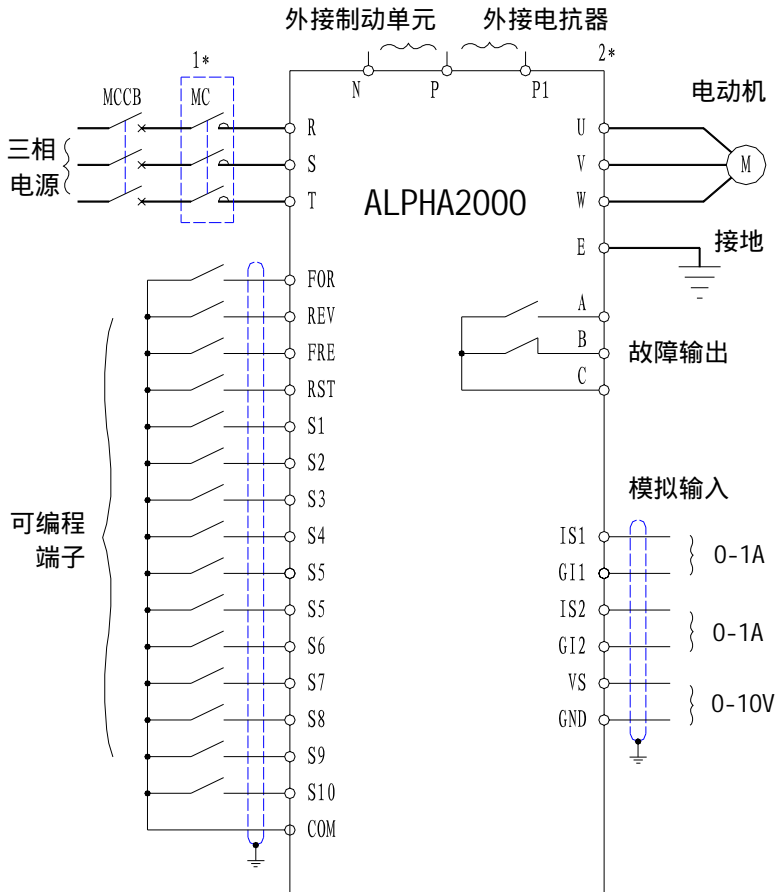 外接制动单元 外接电抗器
1* 2*
MCCB MC N P P1 电动机
R U
三相
S V M
电源
T ALPHA2000 W
E 接地
FOR
REV A
FRE B 故障输出
RST C
S1
S2
S3 模拟输入
可编程
S4 IS1
端子 0-1A
S5 GI1
S5 IS2
0-1A
S6 GI2
S7 VS
0-10V
S8 GND
S9
S10
COM